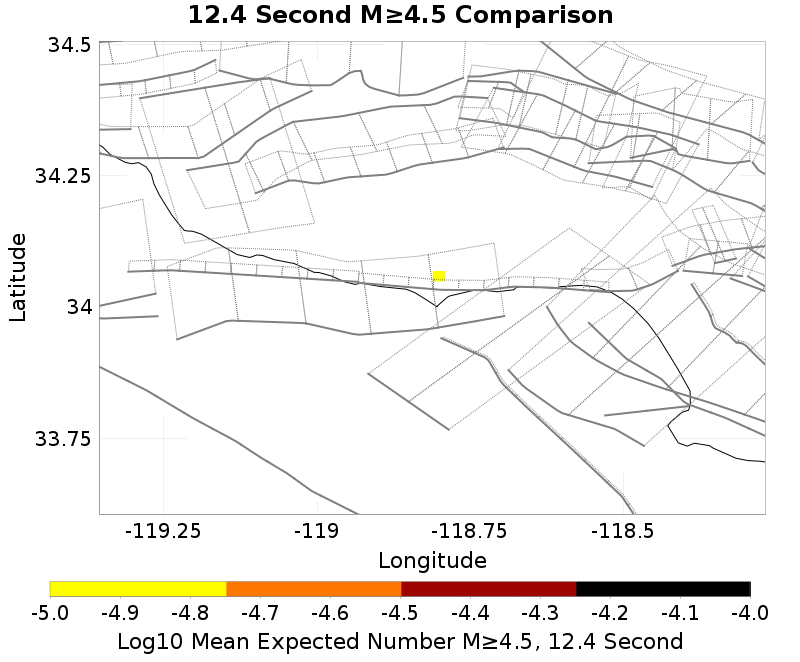 12.4 Second M≥4.5 Comparison
34.5
34.25
34
33.75
Latitude
-119.25 -119 -118.75 -118.5
Longitude
-5.0 -4.9 -4.8 -4.7 -4.6 -4.5 -4.4 -4.3 -4.2 -4.1 -4.0
Log10 Mean Expected Number M≥4.5, 12.4 Second